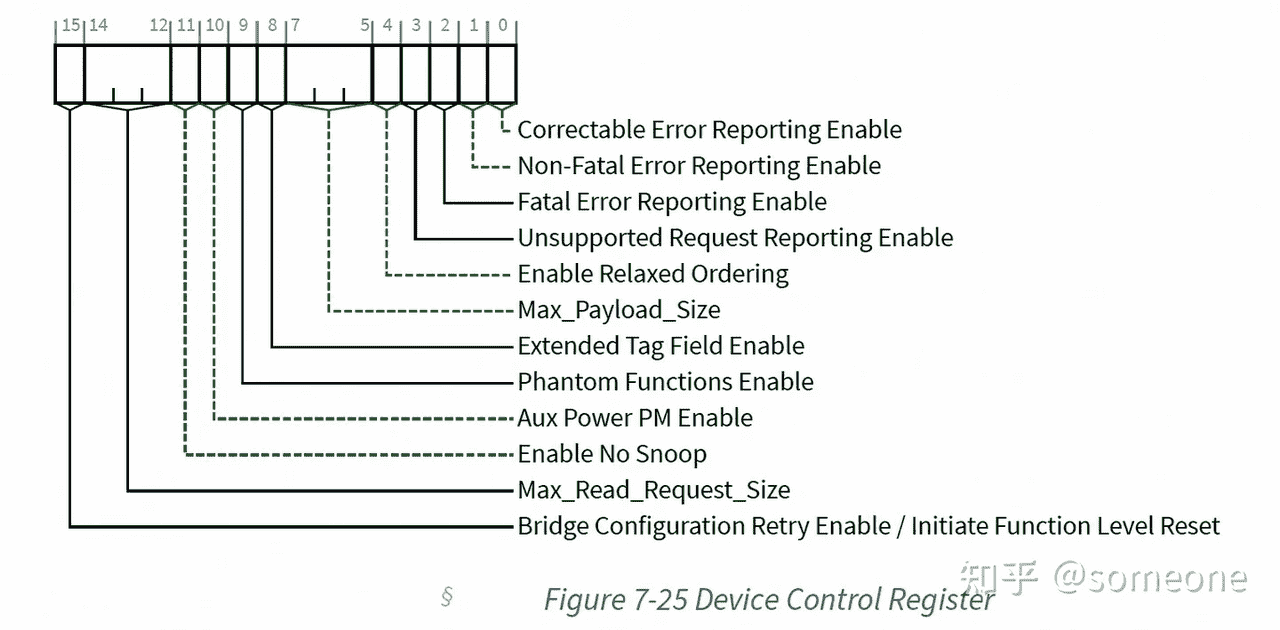 15 14 12 11 10 9 8 7 5 4 3 2 1 0
Correctable Error Reporting Enable
Non-Fatal Error Reporting Enable
Fatal Error Reporting Enable
Unsupported Request Reporting Enable
Enable Relaxed Ordering
Max_Payload_Size
Extended Tag Field Enable
Phantom Functions Enable
Aux Power PM Enable
Enable No Snoop
Max_Read_Request_Size
Bridge Configuration Retry Enable / Initiate Function Level Reset
知乎 @someone
§ Figure 7-25 Device Control Register